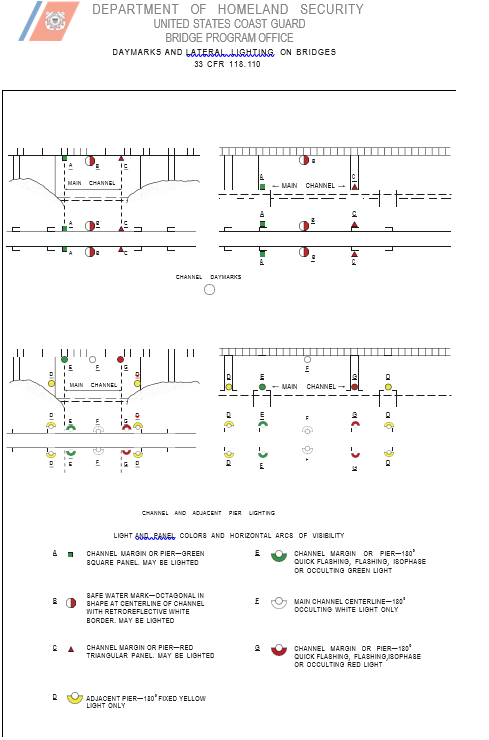 DEPARTMENT OF HOMELAND SECURITY
UNITED STATES COAST GUARD
BRIDGE PROGRAM OFFICE
DAYMARKS AND LATERAL LIGHTING ON BRIDGES
33 CFR 118.110
A B C
B
MAIN CHANNEL
A C
MAIN CHANNEL
A B C
A B C
A B C
A B C
CHANNEL DAYMARKS
E F G
F
D D
D E G D
MAIN CHANNEL
MAIN CHANNEL
D E F G D
D E F G D
D E F G D
D E G D
CHANNEL AND ADJACENT PIER LIGHTING
LIGHT AND PANEL COLORS AND HORIZONTAL ARCS OF VISIBILITY
A CHANNEL MARGIN OR PIER—GREEN
SQUARE PANEL. MAY BE LIGHTED
B SAFE WATER MARK—OCTAGONAL IN
SHAPE AT CENTERLINE OF CHANNEL
WITH RETROREFLECTIVE WHITE
BORDER. MAY BE LIGHTED
C CHANNEL MARGIN OR PIER—RED
TRIANGULAR PANEL. MAY BE LIGHTED
D ADJACENT PIER—180° FIXED YELLOW
LIGHT ONLY
E CHANNEL MARGIN OR PIER—180°
QUICK FLASHING, FLASHING, ISOPHASE
OR OCCULTING GREEN LIGHT
F MAIN CHANNEL CENTERLINE—180°
OCCULTING WHITE LIGHT ONLY
G CHANNEL MARGIN OR PIER—180°
QUICK FLASHING, FLASHING,ISOPHASE
OR OCCULTING RED LIGHT